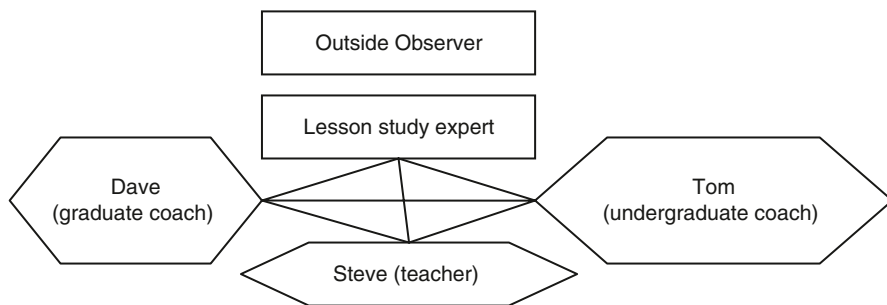 Outside Observer
Lesson study expert
Dave
(graduate coach)
Tom
(undergraduate coach)
Steve (teacher)